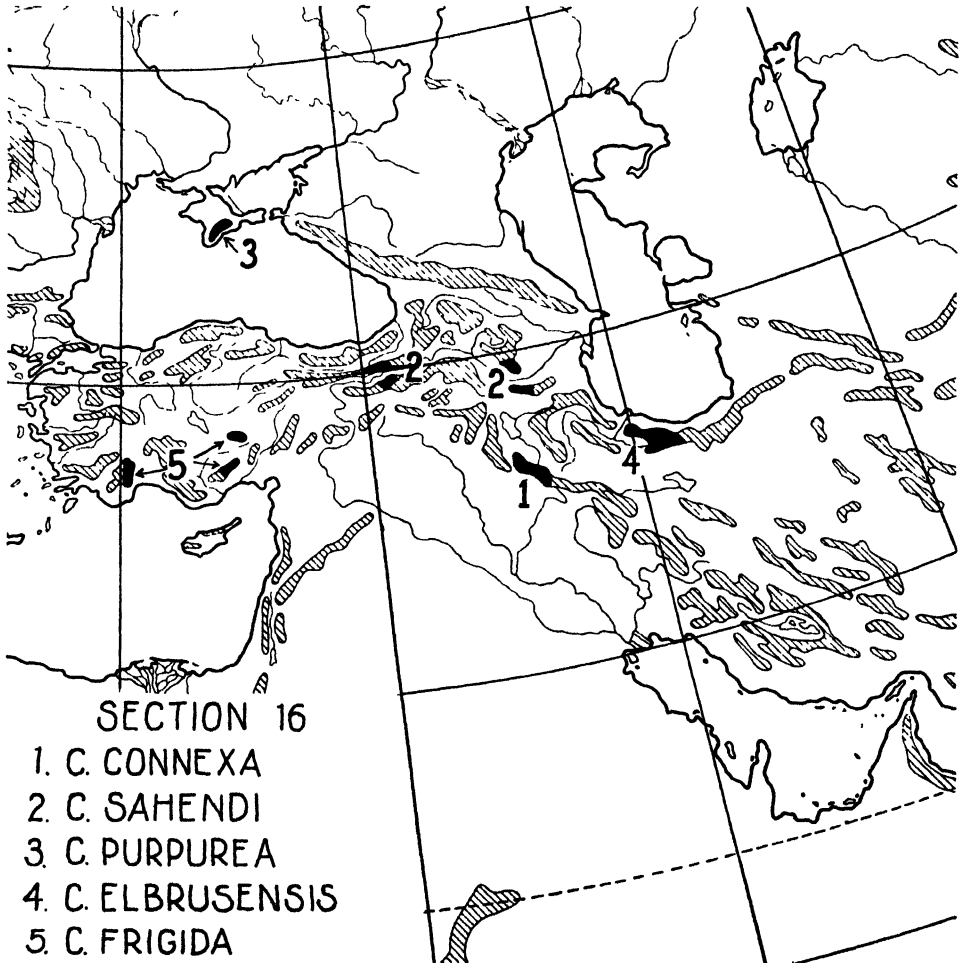 3
2
2
5
4
1
SECTION 16
1. C. CONNEXA
2. C. SAHENDI
3. C. PURPUREA
4. C. ELBRUSENSIS
5. C. FRIGIDA